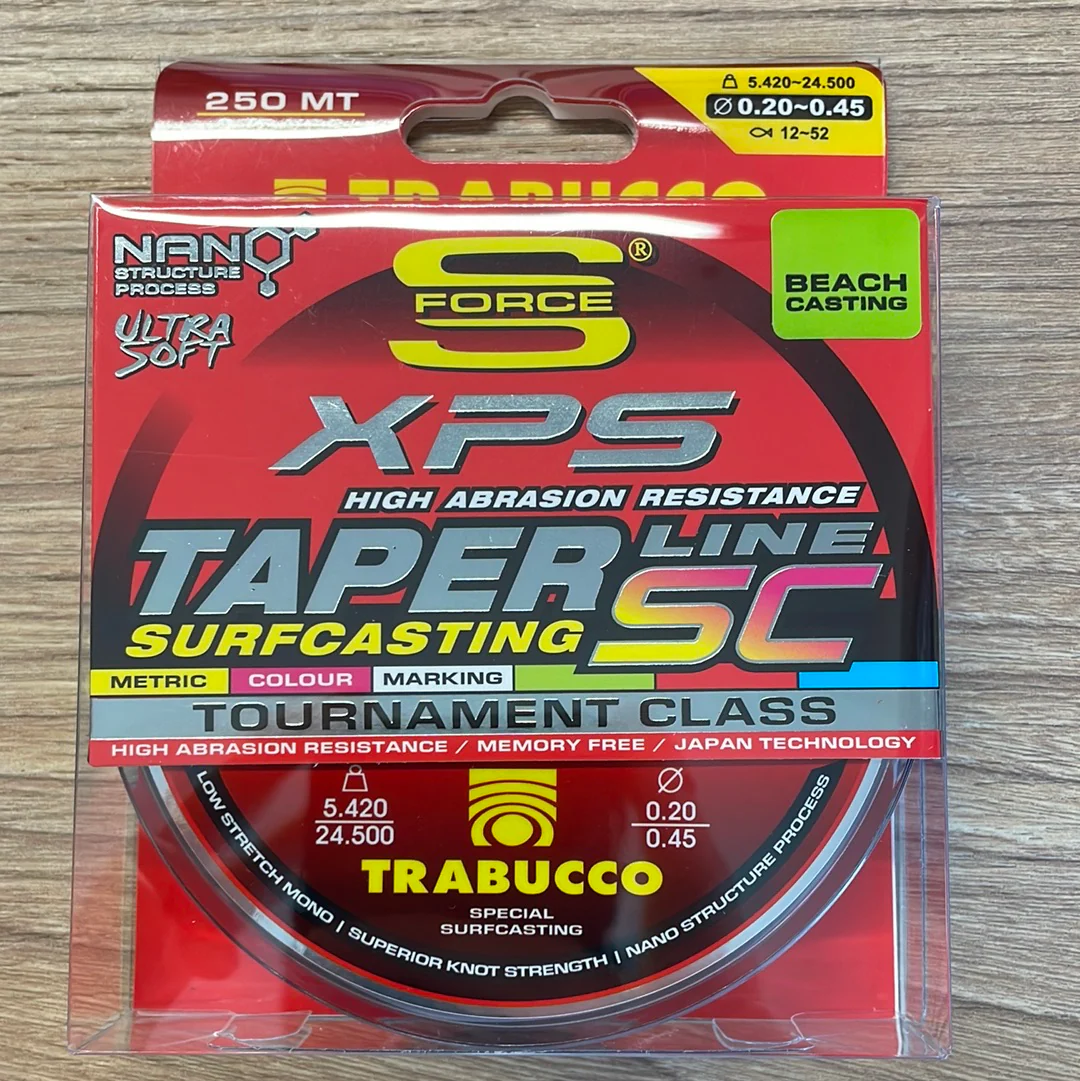 250 MT
5.420~24.500
Ø 0.20~0.45
12~52
TRABUCCO
NANO
STRUCTURE
PROCESS
ULTRA
SOFT
S
FORCE
®
BEACH
CASTING
XPS
HIGH ABRASION RESISTANCE
TAPER LINE
SURFCASTING SC
METRIC COLOUR MARKING
TOURNAMENT CLASS
HIGH ABRASION RESISTANCE / MEMORY FREE / JAPAN TECHNOLOGY
5.420
24.500
Ø
0.20
0.45
TRABUCCO
SPECIAL
SURFCASTING
LOW STRETCH MONO | SUPERIOR KNOT STRENGTH | NANO STRUCTURE PROCESS